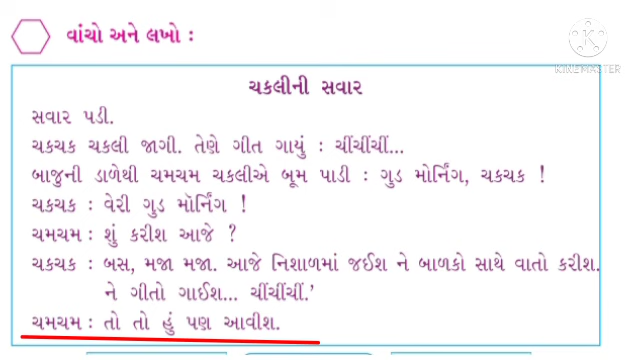 વાંચો અને લખો :
KINEMASTER
ચકલીની સવાર
સવાર પડી.
ચકચક ચકલી જાગી. તેણે ગીત ગાયું : ચીંચીંચીં...
બાજુની ડાળેથી ચમચમ ચકલીએ બૂમ પાડી : ગુડ મોર્નિંગ, ચકચક !
ચકચક : વેરી ગુડ મૉર્નિંગ !
ચમચમ : શું કરીશ આજે ?
ચકચક : બસ, મજા મજા. આજે નિશાળમાં જઈશ ને બાળકો સાથે વાતો કરીશ.
ને ગીતો ગાઈશ... ચીંચીંચીં.’
ચમચમ : તો તો હું પણ આવીશ.